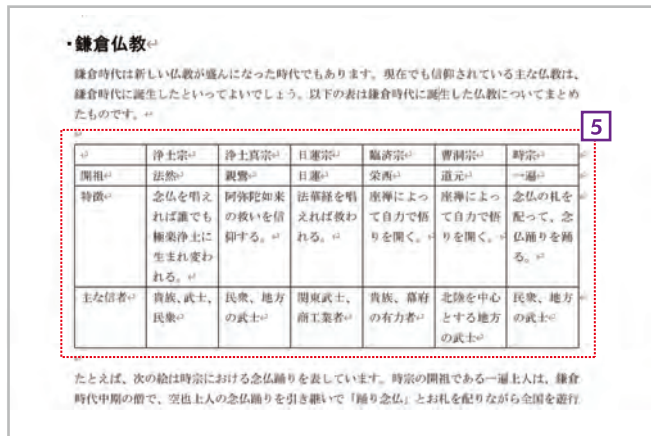 ・鎌倉仏教↵
鎌倉時代は新しい仏教が盛んになった時代でもあります。現在でも信仰されている主な仏教は、
鎌倉時代に誕生したといってよいでしょう。以下の表は鎌倉時代に誕生した仏教についてまとめ
たものです。↵
5
↵ 浄土宗↵ 浄土真宗↵ 日蓮宗↵ 臨済宗↵ 曹洞宗↵ 時宗↵
開祖↵ 法然↵ 親鸞↵ 日蓮↵ 栄西↵ 道元↵ 一遍↵
特徴↵ 念仏を唱え 阿弥陀如来 法華経を唱 座禅によっ 座禅によっ 念仏の札を
れば誰でも の救いを信 えれば救わ て自力で悟 て自力で悟 配って、念
極楽浄土に 仰する。↵ れる。↵ りを開く。↵ りを開く。↵ 仏踊りを踊
生まれ変わ る。↵
れる。↵
主な信者↵ 貴族、武士、 民衆、地方 関東武士、 貴族、幕府 北陸を中心 民衆、地方
民衆↵ の武士↵ 商工業者↵ の有力者↵ とする地方 の武士↵
の武士↵
たとえば、次の絵は時宗における念仏踊りを表しています。時宗の開祖である一遍上人は、鎌倉
時代中期の僧で、空也上人の念仏踊りを引き継いで「踊り念仏」とお札を配りながら全国を遊行